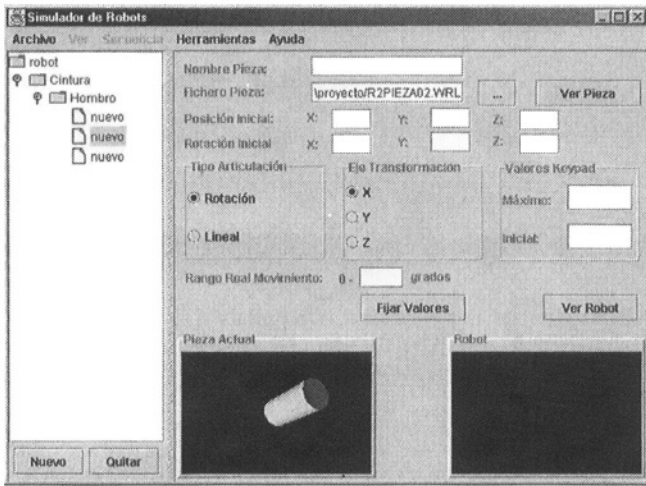 Simulador de Robots
Archivo Ver Secuencia Herramientas Ayuda
robot
Cintura
Hombro
nuevo
nuevo
nuevo
Nuevo Quitar
Nombre Pieza:
Fichero Pieza: \proyecto/R2PIEZA02.WRL ... Ver Pieza
Posición Inicial: X: Y: Z:
Rotación Inicial X: Y: Z:
Tipo Articulación
Rotación
Lineal
Eje Transformación
X
Y
Z
Valores Keypad
Máximo:
Inicial:
Rango Real Movimiento: 0 - grados
Fijar Valores Ver Robot
Pieza Actual
Robot